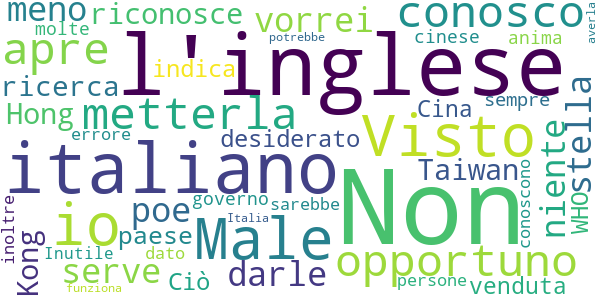 meno
riconosce
vorrei
conosco
averla
molte
potrebbe
cinese
anima
apre
l'inglese
indica
ricerca
sempre
Hong
metterla
Cina
stella
errore
desiderato
Visto
niente
WHO
italiano
Non
Taiwan
conoscono
io
poe
governo
sarebbe
inoltre
Kong
paese
Male
Italia
opportuno
Inutile
dato
serve
Ciò
darle
persone
venduta
funziona